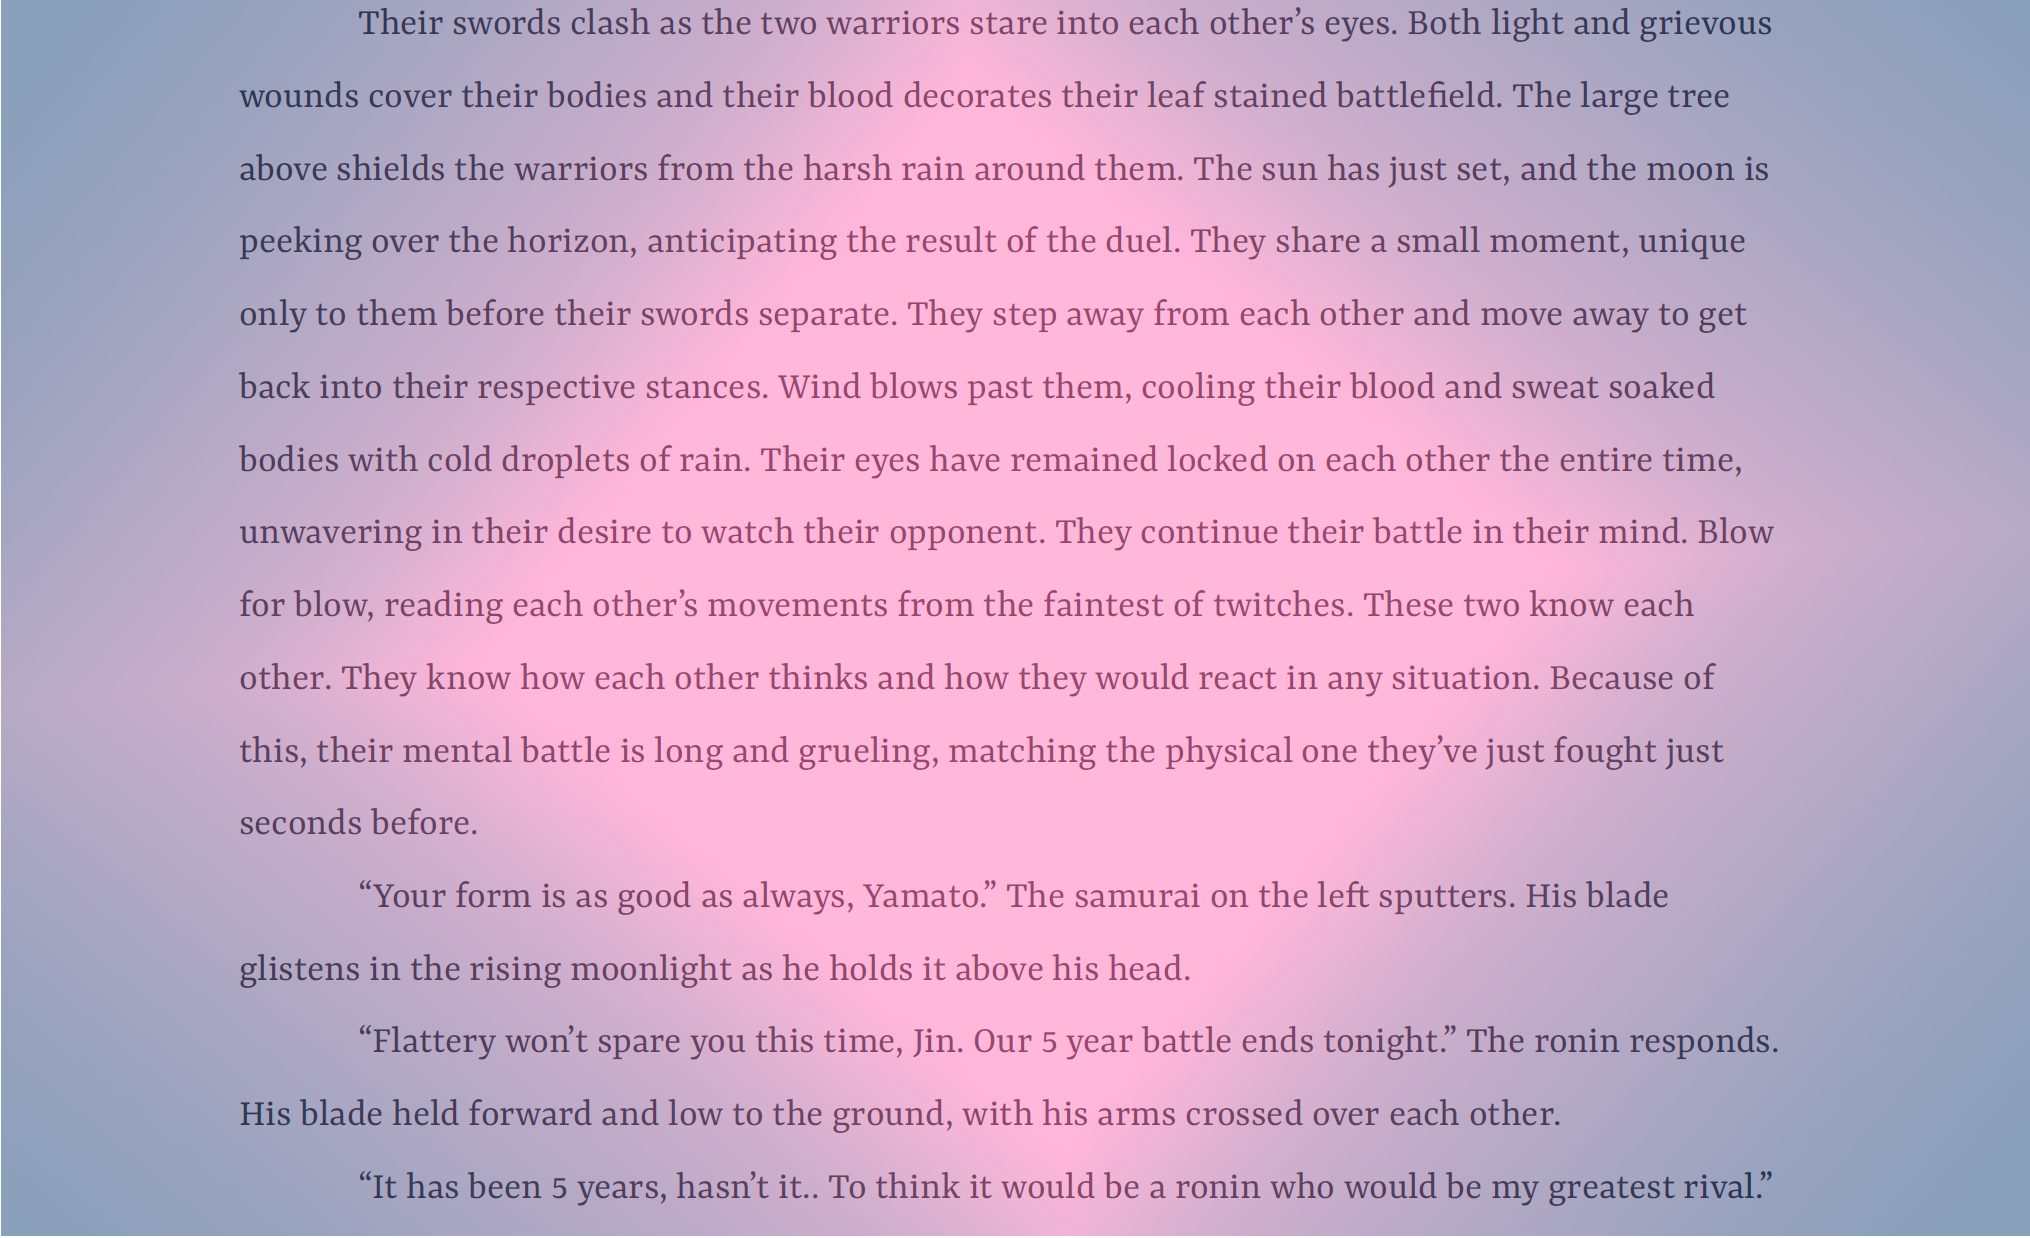 Their swords clash as the two warriors stare into each other’s eyes. Both light and grievous
wounds cover their bodies and their blood decorates their leaf stained battlefield. The large tree
above shields the warriors from the harsh rain around them. The sun has just set, and the moon is
peeking over the horizon, anticipating the result of the duel. They share a small moment, unique
only to them before their swords separate. They step away from each other and move away to get
back into their respective stances. Wind blows past them, cooling their blood and sweat soaked
bodies with cold droplets of rain. Their eyes have remained locked on each other the entire time,
unwavering in their desire to watch their opponent. They continue their battle in their mind. Blow
for blow, reading each other’s movements from the faintest of twitches. These two know each
other. They know how each other thinks and how they would react in any situation. Because of
this, their mental battle is long and grueling, matching the physical one they’ve just fought just
seconds before.
“Your form is as good as always, Yamato.” The samurai on the left sputters. His blade
glistens in the rising moonlight as he holds it above his head.
“Flattery won’t spare you this time, Jin. Our 5 year battle ends tonight.” The ronin responds.
His blade held forward and low to the ground, with his arms crossed over each other.
“It has been 5 years, hasn’t it.. To think it would be a ronin who would be my greatest rival.”